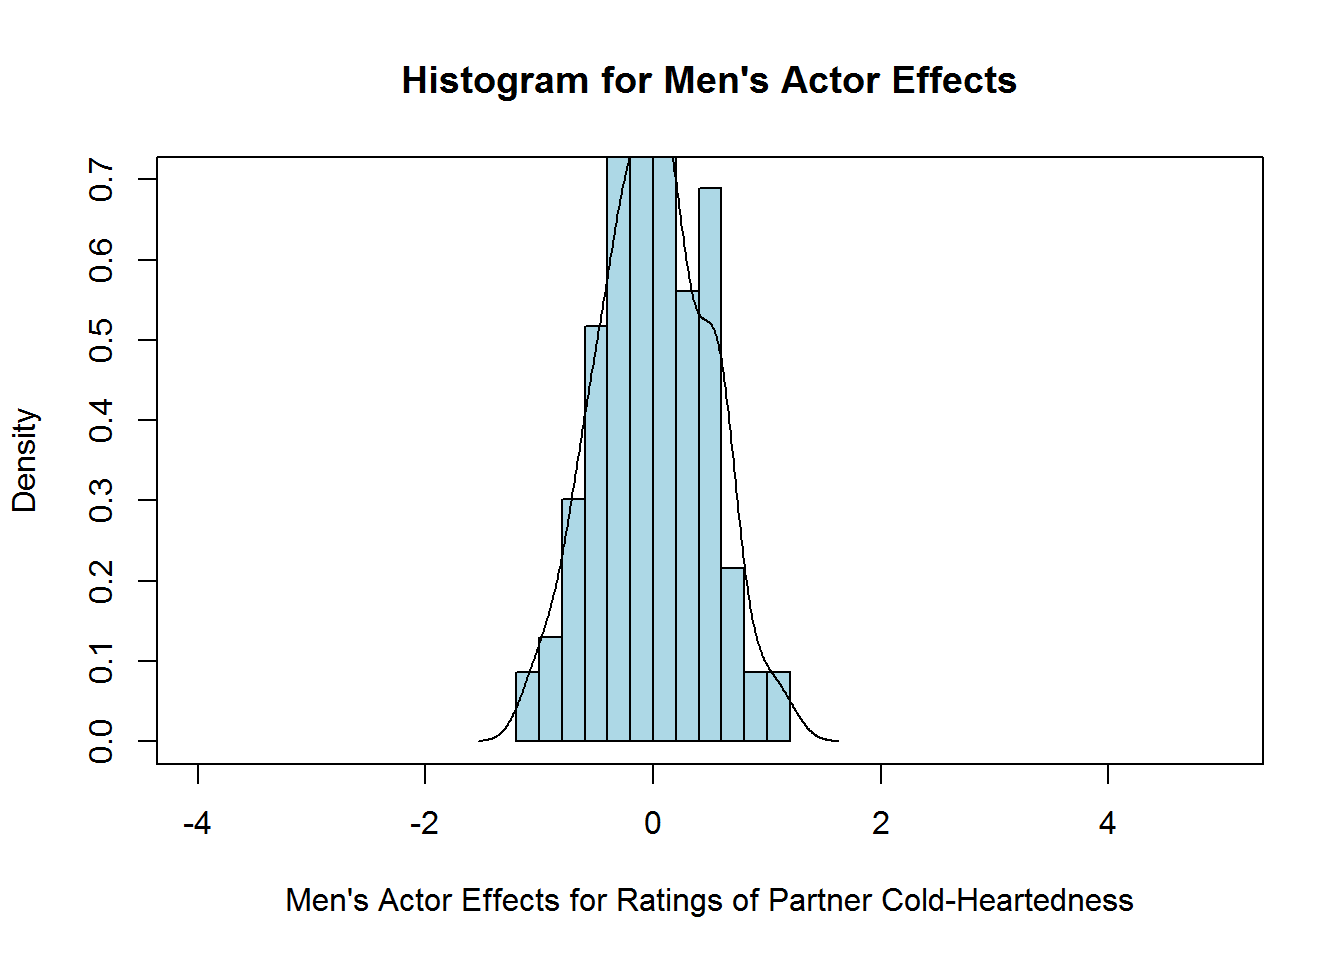 Histogram for Men's Actor Effects
Density
0.7
0.6
0.5
0.4
0.3
0.2
0.1
0.0
-4 -2 0 2 4
Men's Actor Effects for Ratings of Partner Cold-Heartedness